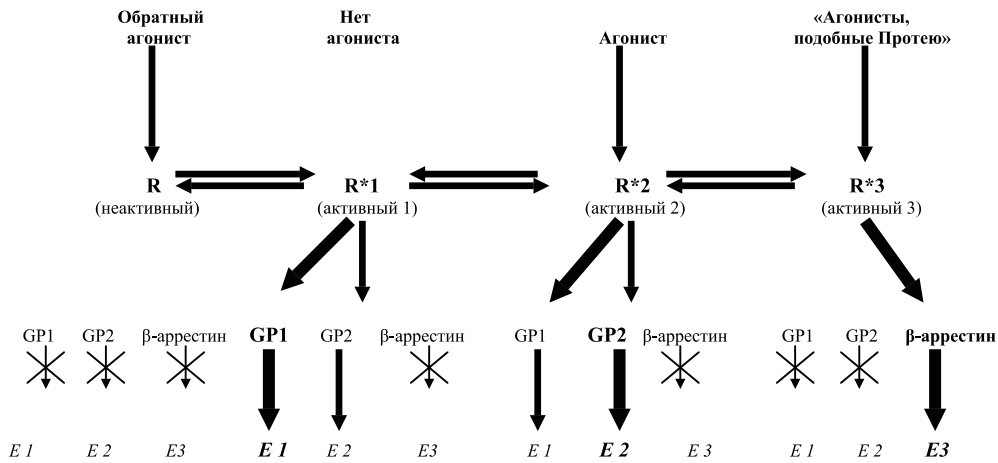 Обратный агонист
Нет агониста
Агонист
«Агонисты, подобные Протею»
R
R*1
R*2
R*3
(неактивный)
(активный 1)
(активный 2)
(активный 3)
GP1 GP2 β-аррестин GP1 GP2 β-аррестин GP1 GP2 β-аррестин GP1 GP2 β-аррестин
E 1 E 2 E3 E 1 E 2 E3 E 1 E 2 E 3 E 1 E 2 E3